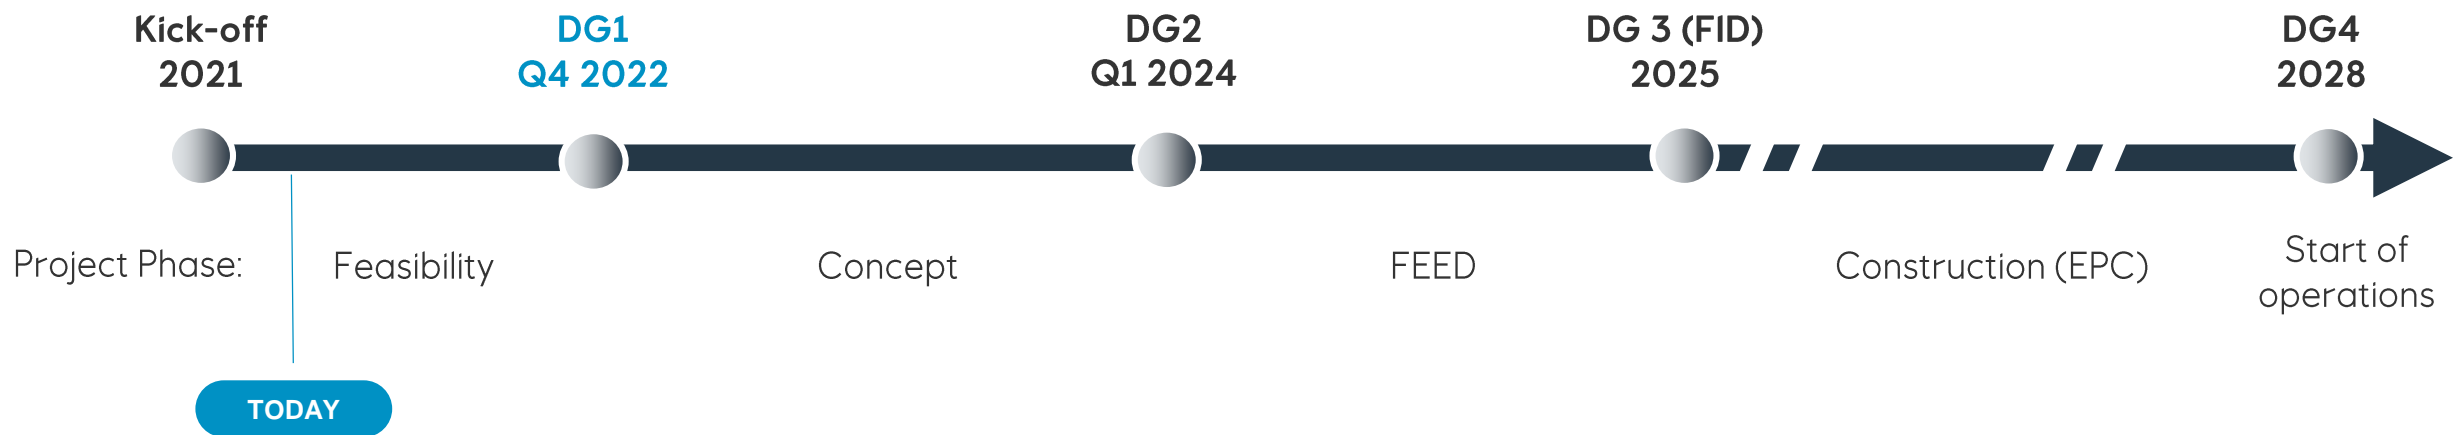 Kick-off
2021
DG1
Q4 2022
DG2
Q1 2024
DG 3 (FID)
2025
DG4
2028
Project Phase:
Feasibility
Concept
FEED
Construction (EPC)
Start of
operations
TODAY